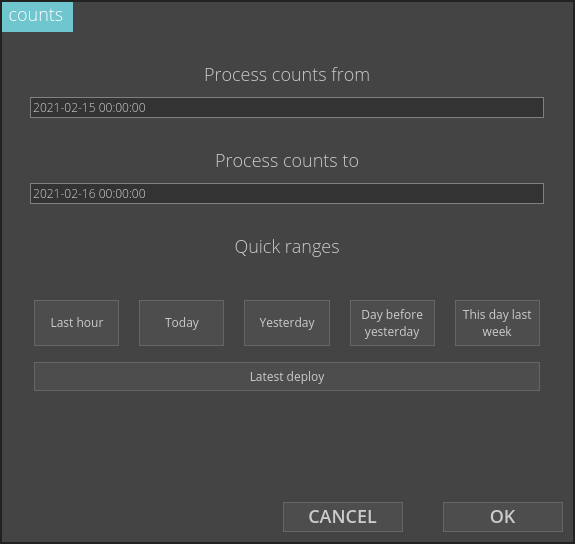 counts
Process counts from
2021-02-15 00:00:00
Process counts to
2021-02-16 00:00:00
Quick ranges
Last hour
Today
Yesterday
Day before
yesterday
This day last
week
Latest deploy
CANCEL
OK